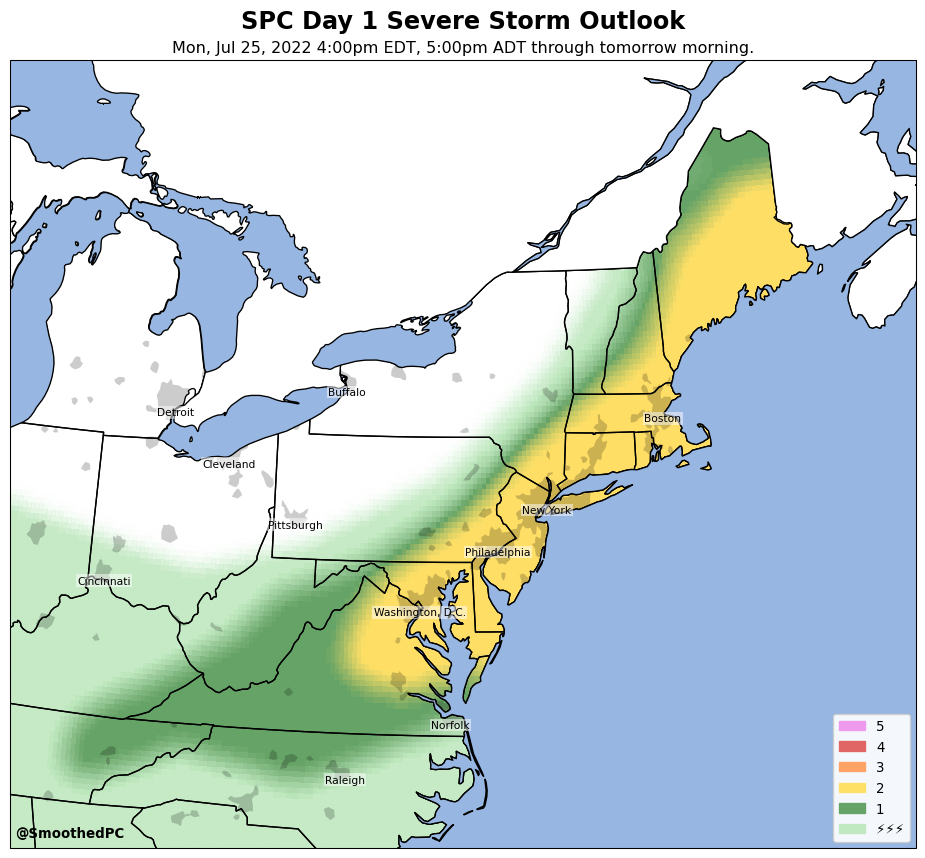 SPC Day 1 Severe Storm Outlook
Mon, Jul 25, 2022 4:00pm EDT, 5:00pm ADT through tomorrow morning.
Buffalo
Detroit
Boston
Cleveland
New York
Pittsburgh
Philadelphia
Cincinnati
Washington, D.C.
Norfolk
Raleigh
5
4
3
2
1
⚡⚡⚡
@SmoothedPC